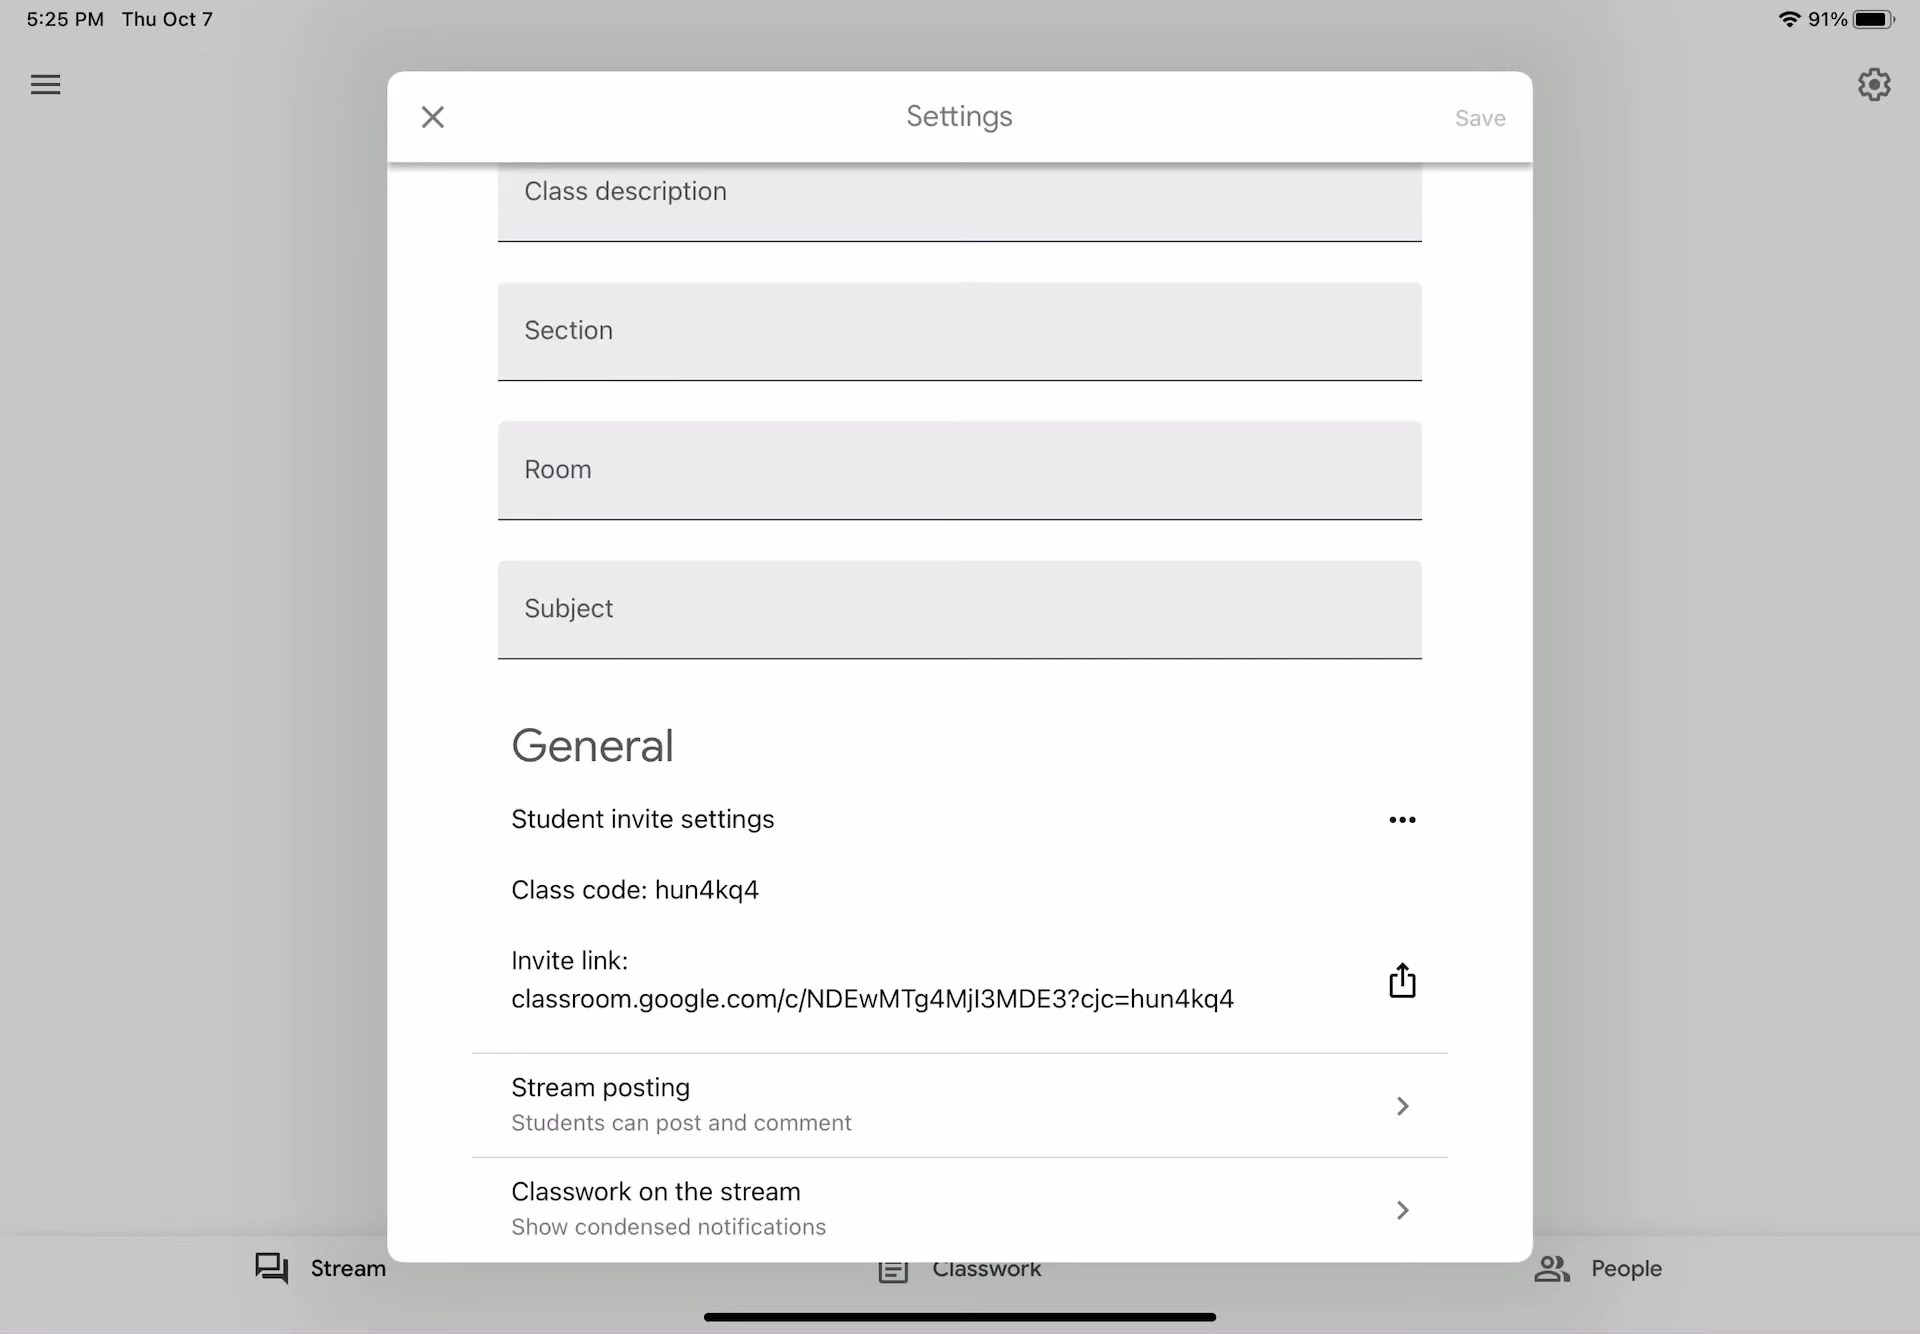 5:25 PM Thu Oct 7
91%
Settings
Save
Class description
Section
Room
Subject
General
Student invite settings
Class code: hun4kq4
Invite link:
classroom.google.com/c/NDEwMTg4MjI3MDE3?cjc=hun4kq4
Stream posting
Students can post and comment
Classwork on the stream
Show condensed notifications
Stream
Classwork
People